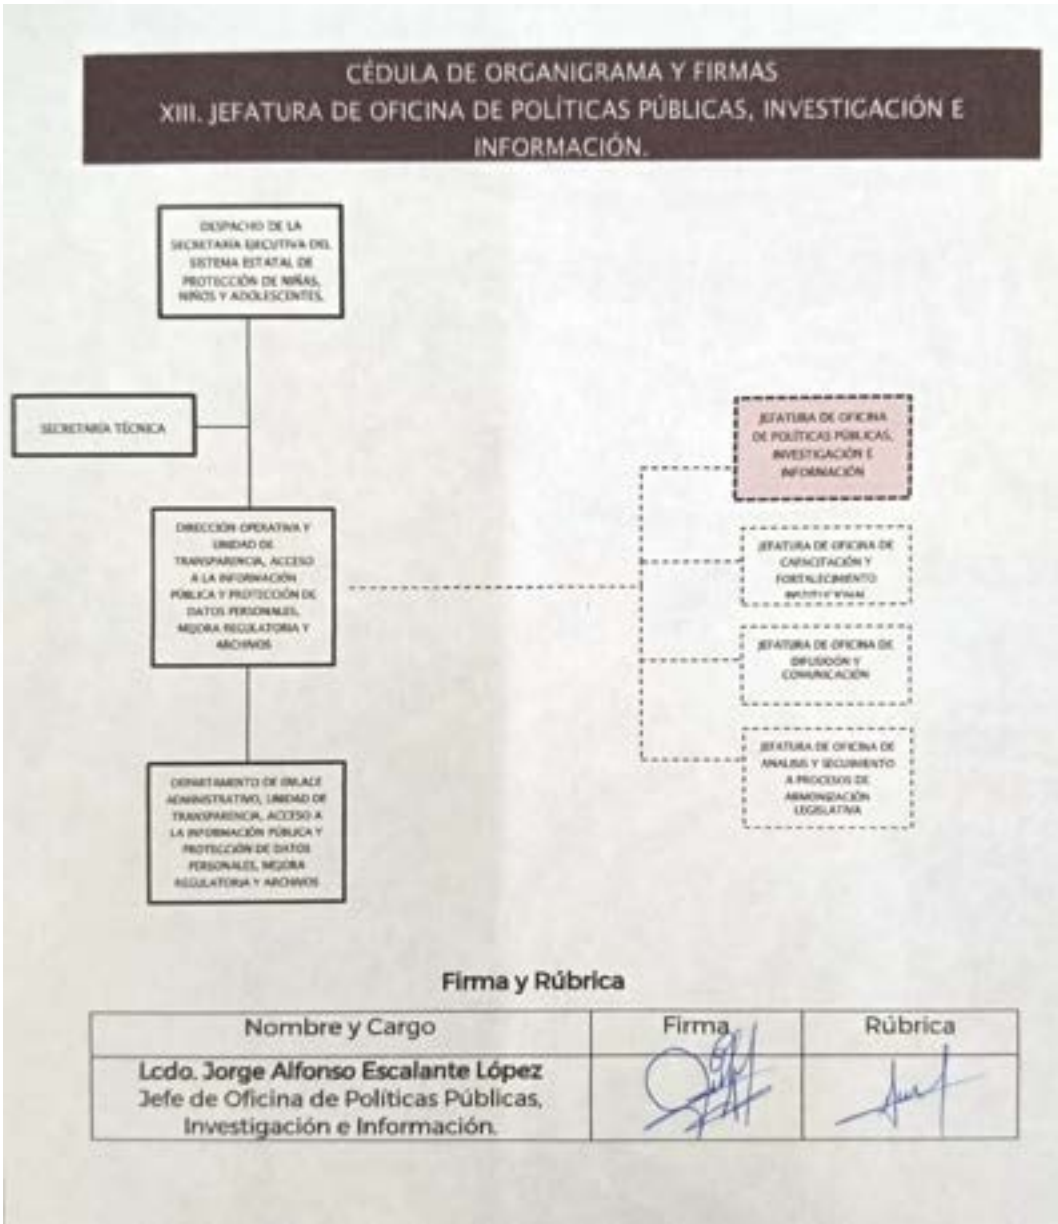 CÉDULA DE ORGANIGRAMA Y FIRMAS
XIII. JEFATURA DE OFICINA DE POLÍTICAS PÚBLICAS, INVESTIGACIÓN E
INFORMACIÓN.
DESPACHO DE LA
SECRETARÍA EJECUTIVA DEL
SISTEMA ESTATAL DE
PROTECCIÓN DE NIÑAS,
NIÑOS Y ADOLESCENTES,
SECRETARÍA TÉCNICA
DIRECCIÓN OPERATIVA Y
UNIDAD DE
TRANSPARENCIA, ACCESO
A LA INFORMACIÓN
PÚBLICA Y PROTECCIÓN DE
DATOS PERSONALES,
MEJORA REGULATORIA Y
ARCHIVOS
DEPARTAMENTO DE ENLACE
ADMINISTRATIVO, UNIDAD DE
TRANSPARENCIA, ACCESO A
LA INFORMACIÓN PÚBLICA Y
PROTECCIÓN DE DATOS
PERSONALES, MEJORA
REGULATORIA Y ARCHIVOS
JEFATURA DE OFICINA
DE POLÍTICAS PÚBLICAS,
INVESTIGACIÓN E
INFORMACIÓN
JEFATURA DE OFICINA DE
CAPACITACIÓN Y
FORTALECIMIENTO
INSTITUCIONAL
JEFATURA DE OFICINA DE
DIFUSIÓN Y
COMUNICACIÓN
JEFATURA DE OFICINA DE
ANALISIS Y SEGUIMIENTO
A PROCESOS DE
ARMONIZACIÓN
LEGISLATIVA
Firma y Rúbrica
Nombre y Cargo Firma Rúbrica
Lcdo. Jorge Alfonso Escalante López
Jefe de Oficina de Políticas Públicas,
Investigación e Información.